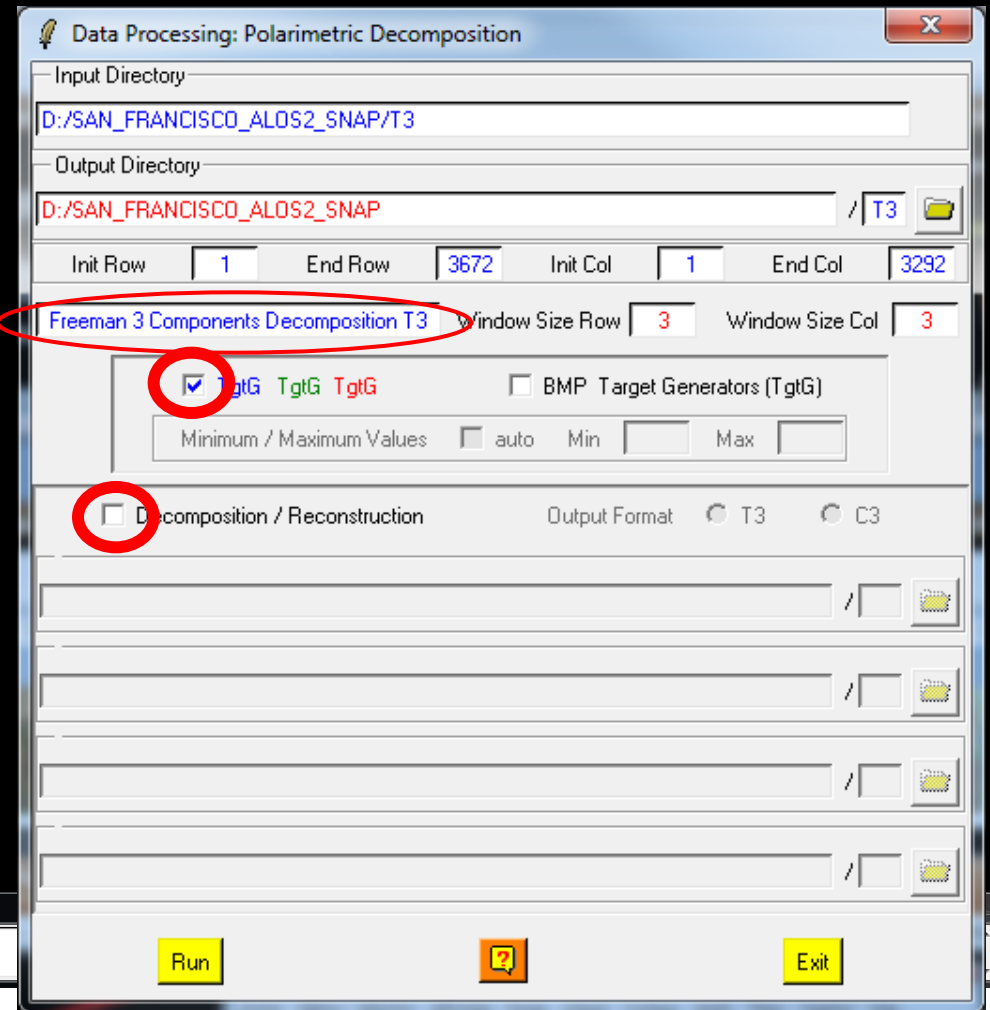 Data Processing: Polarimetric Decomposition
x
Input Directory
D:/SAN_FRANCISCO_ALOS2_SNAP/T3
Output Directory
D:/SAN_FRANCISCO_ALOS2_SNAP / T3
Init Row 1 End Row 3672 Init Col 1 End Col 3292
Freeman 3 Components Decomposition T3 Window Size Row 3 Window Size Col 3
TgtG TgtG TgtG BMP Target Generators (TgtG)
Minimum / Maximum Values auto Min Max
Decomposition / Reconstruction Output Format T3 C3
/
/
/
/
Run ? Exit